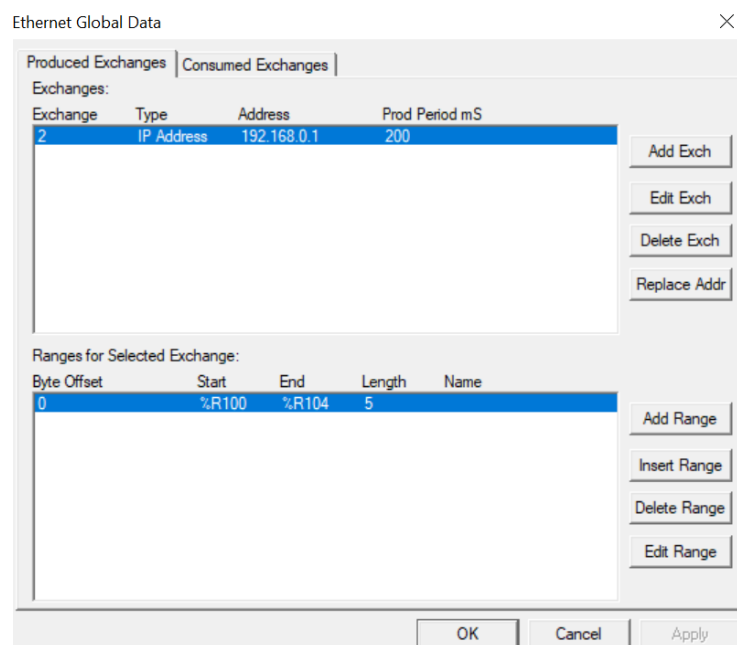 Ethernet Global Data
Produced Exchanges Consumed Exchanges
Exchanges:
Exchange Type Address Prod Period mS
2 IP Address 192.168.0.1 200
Add Exch
Edit Exch
Delete Exch
Replace Addr
Ranges for Selected Exchange:
Byte Offset Start End Length Name
0 %R100 %R104 5
Add Range
Insert Range
Delete Range
Edit Range
OK Cancel Apply